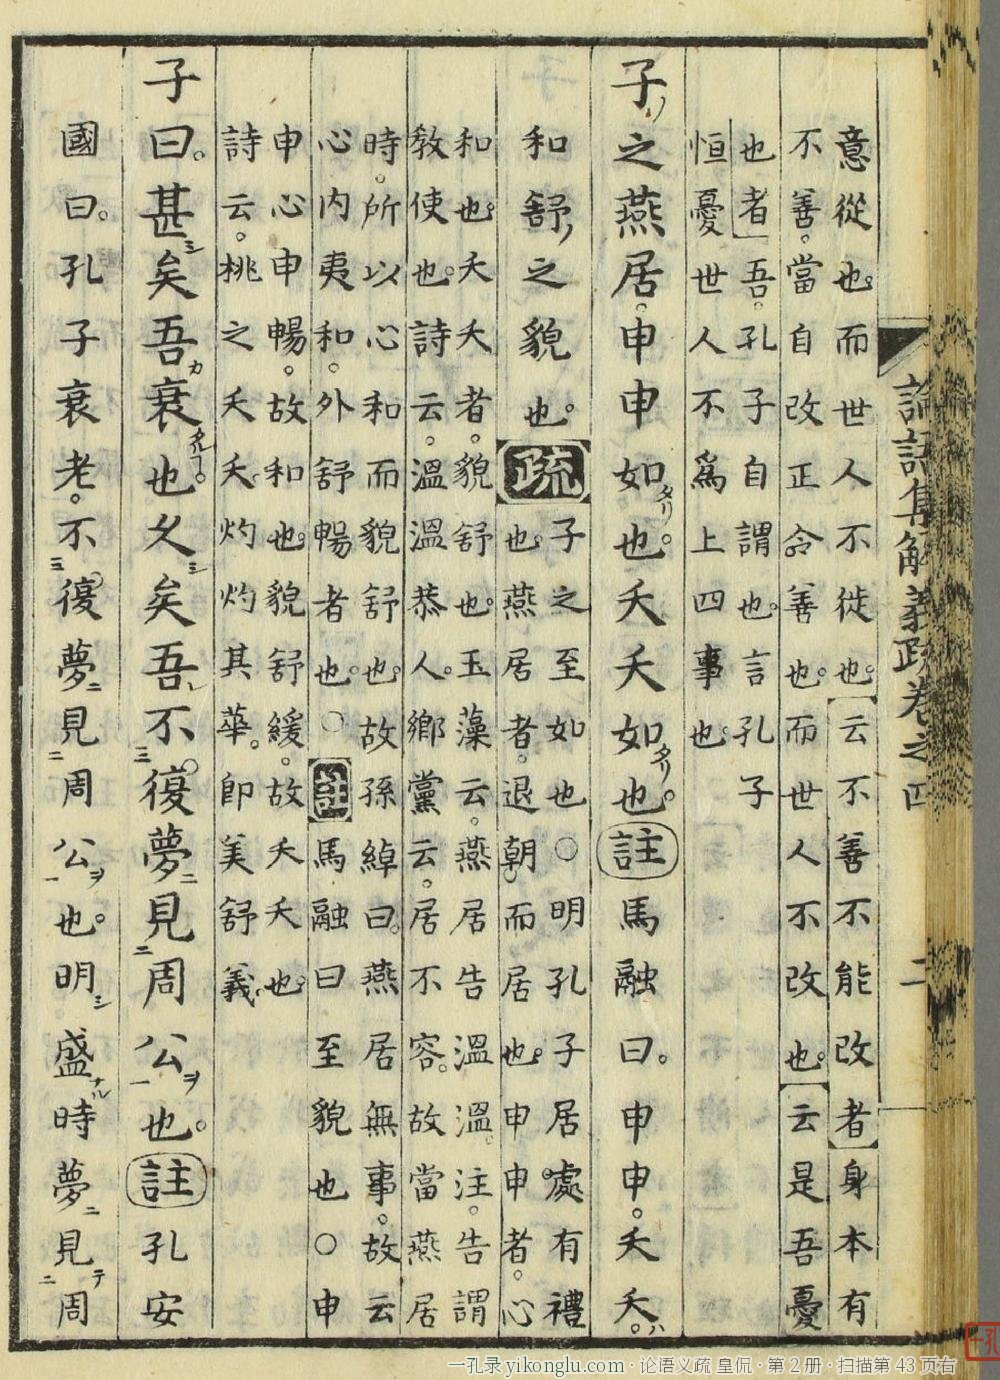 論語集解義疏卷之四 二
意從也。而世人不徙也。【云不善不能改者】身本有
不善。當自改正令善也。而世人不改也。【云是吾憂
也者】吾。孔子自謂也。言孔子
恒憂世人不爲上四事也
子之燕居。申申如也。夭夭如也。註馬融曰。申申。夭夭。
和舒之貌也。疏子之至如也○明孔子居處有禮
也。燕居者。退朝而居也。申申者。心
和也。夭夭者。貌舒也。玉藻云。燕居告溫溫。注。告謂
教使也。詩云。溫溫恭人。鄉黨云。居不容。故當燕居
時。所以心和而貌舒也。故孫綽曰。燕居無事。故云
心內夷和。外舒暢者也。○註馬融曰至貌也○申
申心申暢。故和也。貌舒緩。故夭夭也。
詩云。桃之夭夭。灼灼其華。即美舒義
子曰。甚矣吾衰也。久矣吾不復夢見周公也。註孔安
國曰。孔子衰老。不復夢見周公也。明盛時夢見周
一孔录 yikonglu.com · 论语义疏 皇侃 · 第 2 册 · 扫描第 43 页右